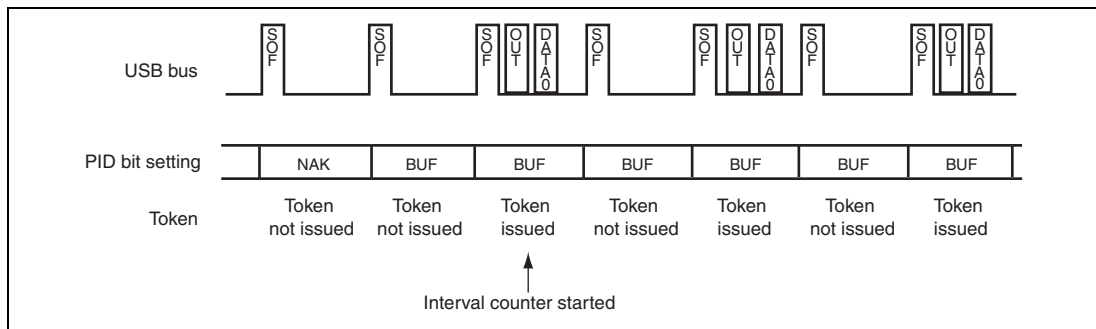 USB bus
SOF
SOF
SOF OUT DATA0
SOF
SOF OUT DATA0
SOF
SOF OUT DATA0
PID bit setting
NAK BUF BUF BUF BUF BUF BUF
Token
Token not issued
Token not issued
Token issued
Token not issued
Token issued
Token not issued
Token issued
Interval counter started